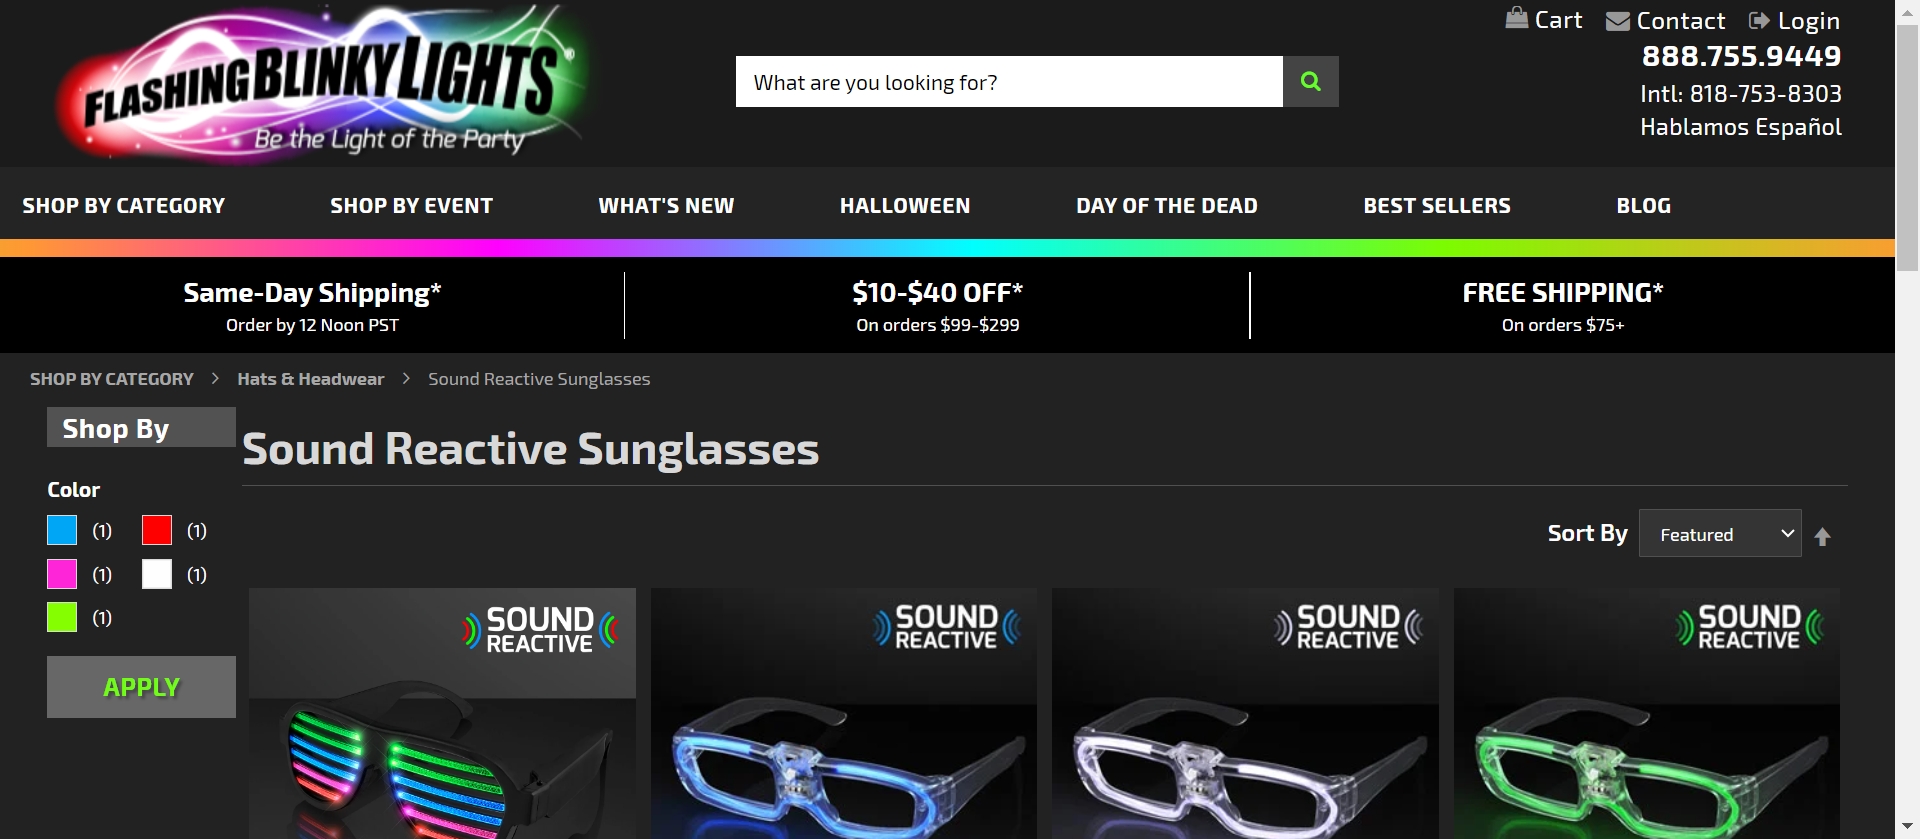 FLASHINGBLINKYLIGHTS®
Be the Light of the Party
What are you looking for?
Cart
Contact
Login
888.755.9449
Intl: 818-753-8303
Hablamos Español
SHOP BY CATEGORY
SHOP BY EVENT
WHAT'S NEW
HALLOWEEN
DAY OF THE DEAD
BEST SELLERS
BLOG
Same-Day Shipping*
Order by 12 Noon PST
$10-$40 OFF*
On orders $99-$299
FREE SHIPPING*
On orders $75+
SHOP BY CATEGORY > Hats & Headwear > Sound Reactive Sunglasses
Shop By
Color
(1) (1)
(1) (1)
(1)
APPLY
Sound Reactive Sunglasses
Sort By Featured
SOUND
REACTIVE
SOUND
REACTIVE
SOUND
REACTIVE
SOUND
REACTIVE